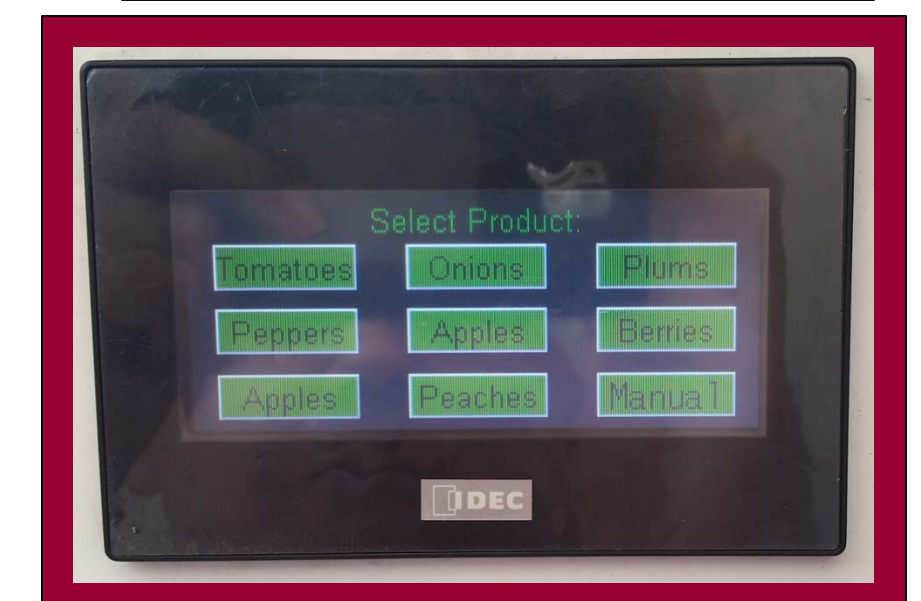 Select Product:
Tomatoes Onions Plums
Peppers Apples Berries
Apples Peaches Manual
IDEC